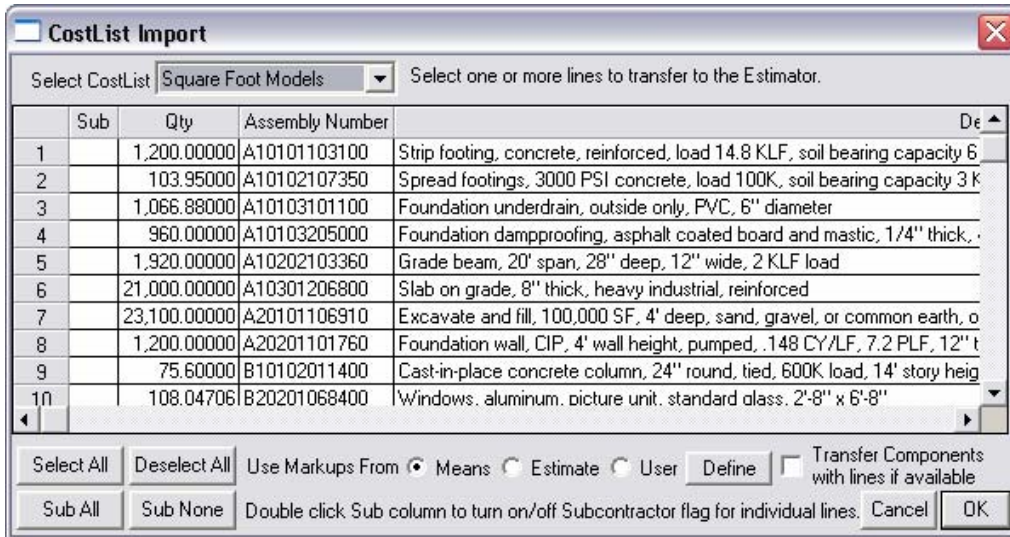 CostList Import
Select CostList Square Foot Models Select one or more lines to transfer to the Estimator.
Sub Qty Assembly Number De
1 1,200.00000 A10101103100 Strip footing, concrete, reinforced, load 14.8 KLF, soil bearing capacity 6
2 103.95000 A10102107350 Spread footings, 3000 PSI concrete, load 100K, soil bearing capacity 3 K
3 1,066.88000 A10103101100 Foundation underdrain, outside only, PVC, 6" diameter
4 960.00000 A10103205000 Foundation dampproofing, asphalt coated board and mastic, 1/4" thick,
5 1,920.00000 A10202103360 Grade beam, 20' span, 28" deep, 12" wide, 2 KLF load
6 21,000.00000 A10301206800 Slab on grade, 8" thick, heavy industrial, reinforced
7 23,100.00000 A20101106910 Excavate and fill, 100,000 SF, 4' deep, sand, gravel, or common earth, o
8 1,200.00000 A20201101760 Foundation wall, CIP, 4' wall height, pumped, .148 CY/LF, 7.2 PLF, 12" t
9 75.60000 B10102011400 Cast-in-place concrete column, 24" round, tied, 600K load, 14' story heig
10 108.04706 B20201068400 Windows, aluminum, picture unit, standard glass, 2'-8" x 6'-8"
Select All Deselect All Use Markups From Means Estimate User Define Transfer Components
with lines if available
Sub All Sub None Double click Sub column to turn on/off Subcontractor flag for individual lines. Cancel OK